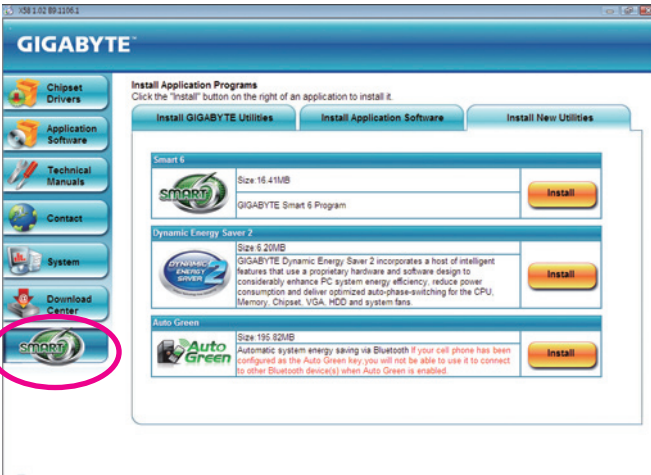 X58 1.02 B9.1106.1
GIGABYTE™
Chipset
Drivers
Application
Software
Technical
Manuals
Contact
System
Download
Center
SMART 6
Install Application Programs
Click the "Install" button on the right of an application to install it.
Install GIGABYTE Utilities
Install Application Software
Install New Utilities
Smart 6
SMART 6
Size:16.41MB
GIGABYTE Smart 6 Program
Install
Dynamic Energy Saver 2
DYNAMIC
ENERGY
SAVER 2
Size:6.20MB
GIGABYTE Dynamic Energy Saver 2 incorporates a host of intelligent
features that use a proprietary hardware and software design to
considerably enhance PC system energy efficiency, reduce power
consumption and deliver optimized auto-phase-switching for the CPU,
Memory, Chipset, VGA, HDD and system fans.
Install
Auto Green
Auto
Green
Size:195.82MB
Automatic system energy saving via Bluetooth If your cell phone has been
configured as the Auto Green key,you will not be able to use it to connect
to other Bluetooth device(s) when Auto Green is enabled.
Install